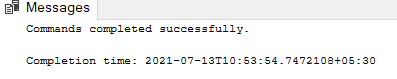 Messages
Commands completed successfully.
Completion time: 2021-07-13T10:53:54.7472108+05:30